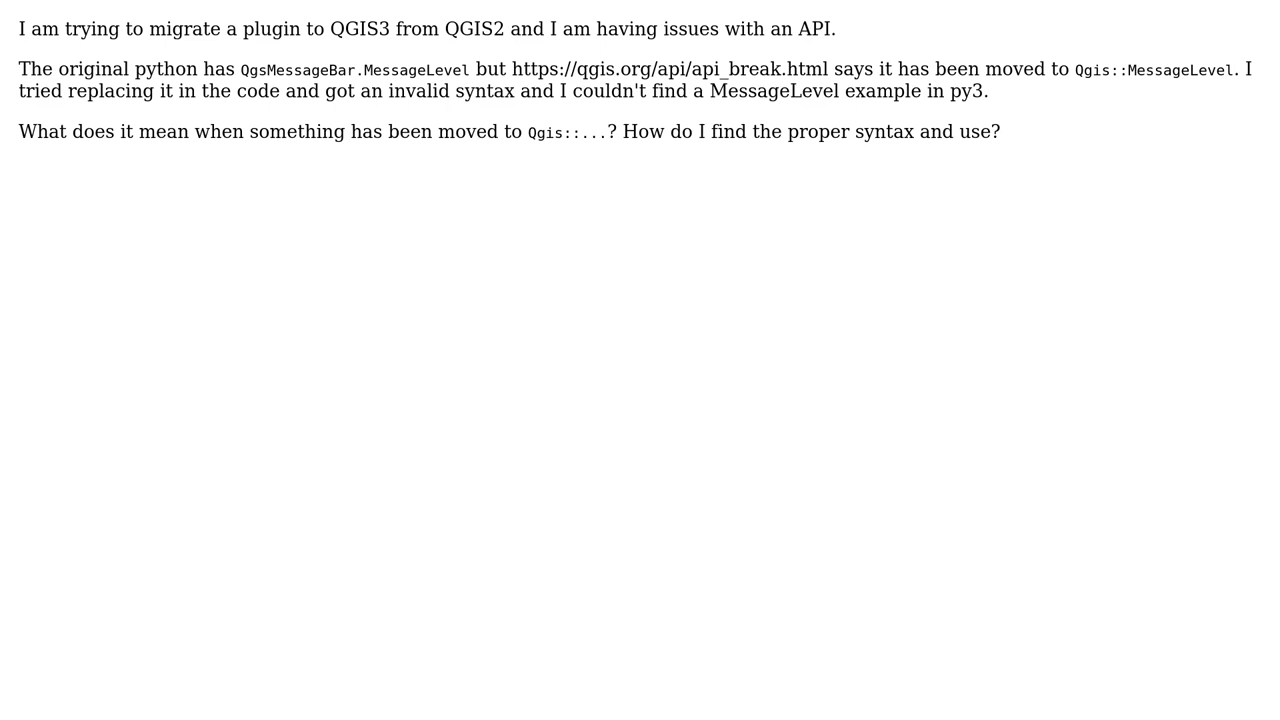 I am trying to migrate a plugin to QGIS3 from QGIS2 and I am having issues with an API.
The original python has QgsMessageBar.MessageLevel but https://qgis.org/api/api_break.html says it has been moved to Qgis::MessageLevel. I
tried replacing it in the code and got an invalid syntax and I couldn't find a MessageLevel example in py3.
What does it mean when something has been moved to Qgis::...? How do I find the proper syntax and use?